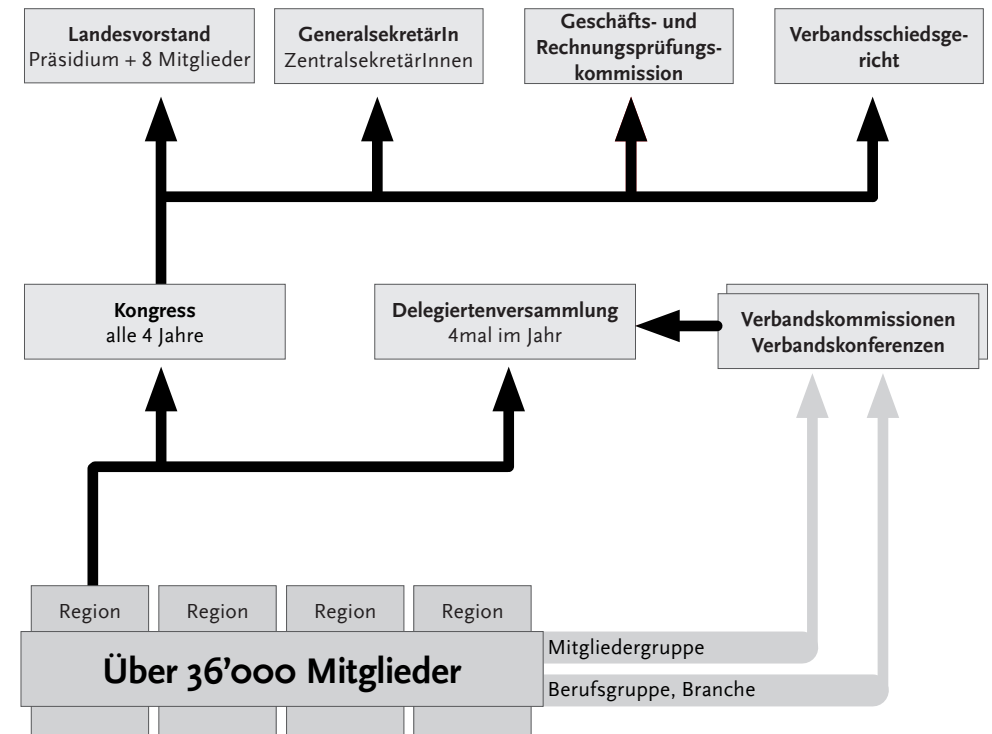 Landesvorstand
Präsidium + 8 Mitglieder
GeneralsekretärIn
ZentralsekretärInnen
Geschäfts- und
Rechnungsprüfungs-
kommission
Verbandsschiedsge-
richt
Kongress
alle 4 Jahre
Delegiertenversammlung
4mal im Jahr
Verbandskommissionen
Verbandskonferenzen
Region
Region
Region
Region
Über 36’000 Mitglieder
Mitgliedergruppe
Berufsgruppe, Branche